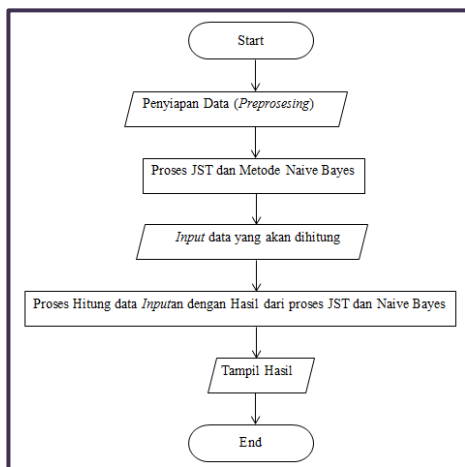 Start
Penyiapan Data (Preprosesing)
Proses JST dan Metode Naive Bayes
Input data yang akan dihitung
Proses Hitung data Inputan dengan Hasil dari proses JST dan Naive Bayes
Tampil Hasil
End